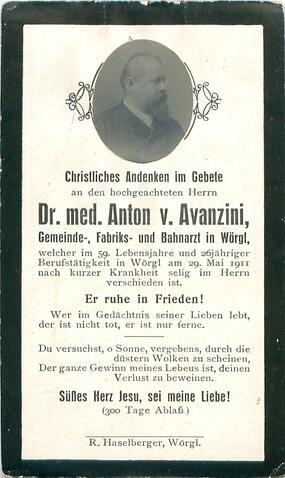 Christliches Andenken im Gebete
an den hochgeachteten Herrn
Dr. med. Anton v. Avanzini,
Gemeinde-, Fabriks- und Bahnarzt in Wörgl,
welcher im 59. Lebensjahre und 26jähriger
Berufstätigkeit in Wörgl am 29. Mai 1911
nach kurzer Krankheit selig im Herrn
verschieden ist.
Er ruhe in Frieden!
Wer im Gedächtnis seiner Lieben lebt,
der ist nicht tot, er ist nur ferne.
Du versuchst, o Sonne, vergebens, durch die
düstern Wolken zu scheinen,
Der ganze Gewinn meines Lebeus ist, deinen
Verlust zu beweinen.
Süßes Herz Jesu, sei meine Liebe!
(300 Tage Ablaß)
R. Haselberger, Wörgl.